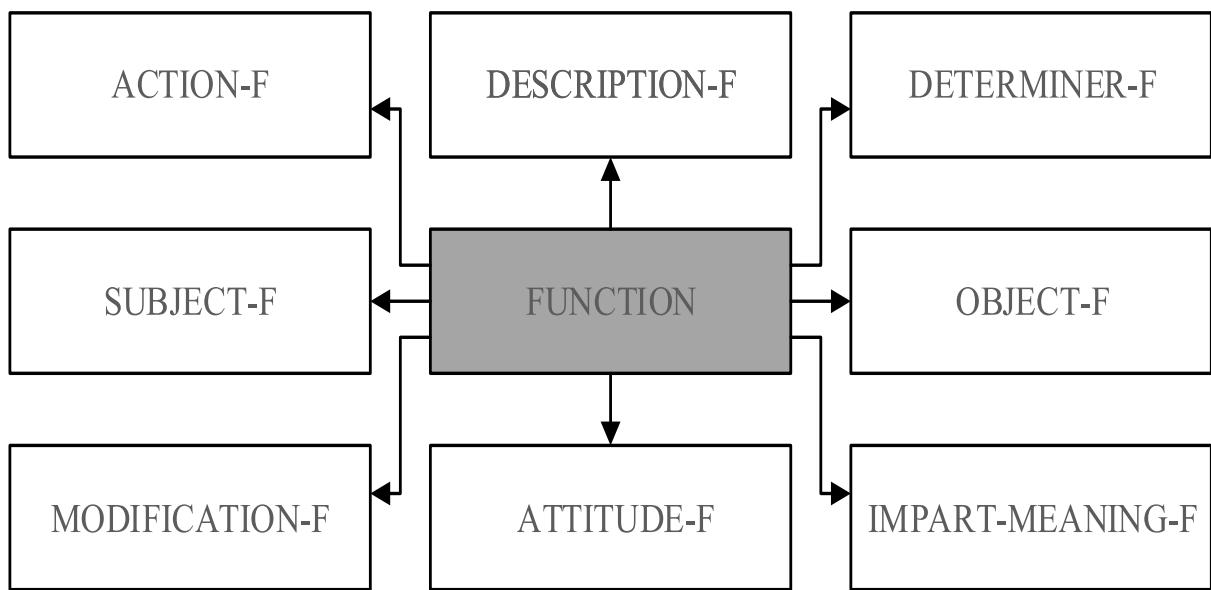 ACTION-F
DESCRIPTION-F
DETERMINER-F
SUBJECT-F
FUNCTION
OBJECT-F
MODIFICATION-F
ATTITUDE-F
IMPART-MEANING-F